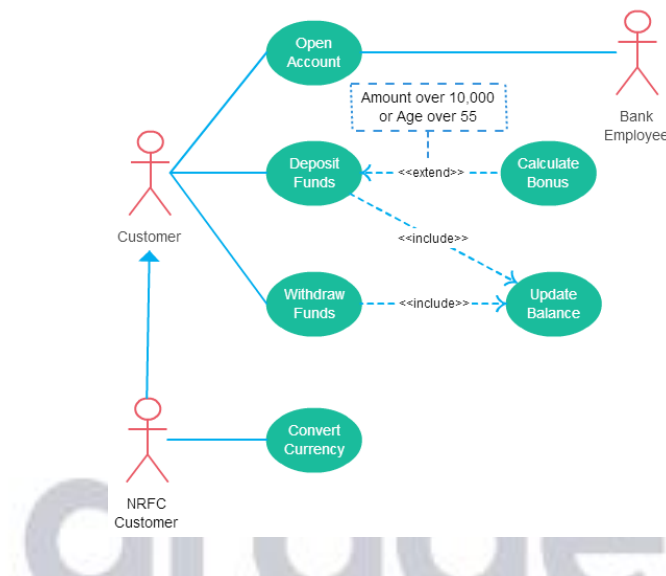 Open
Account
Bank
Employee
Amount over 10,000
or Age over 55
Deposit
Funds
<<extend>>
Calculate
Bonus
Customer
<<include>>
Withdraw
Funds
<<include>>
Update
Balance
Convert
Currency
NRFC
Customer